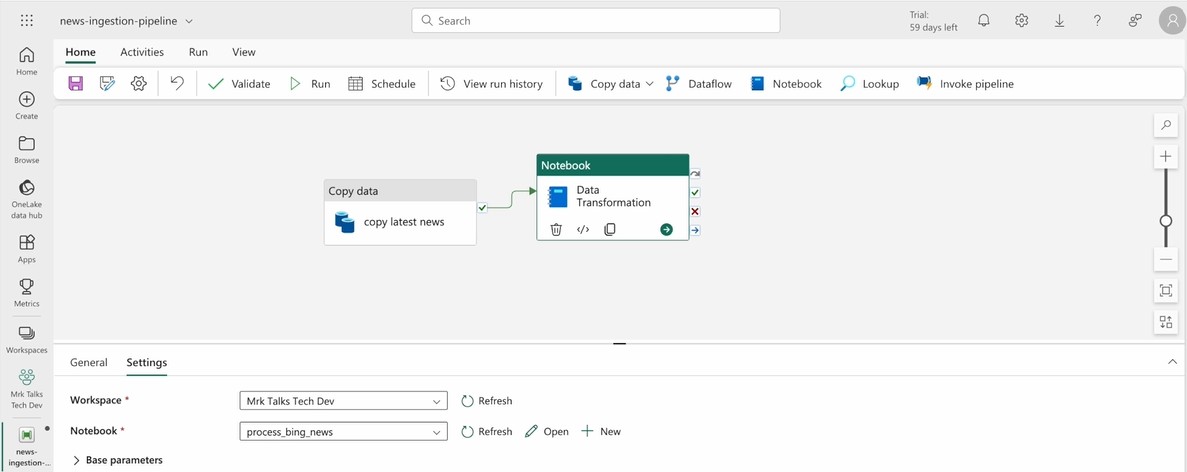 news-ingestion-pipeline
Search
Trial:
59 days left
Home Activities Run View
Validate Run Schedule View run history Copy data Dataflow Notebook Lookup Invoke pipeline
Home
Create
Browse
OneLake
data hub
Apps
Metrics
Workspaces
Mrk Talks
Tech Dev
news-
ingestion-...
Copy data
copy latest news
Notebook
Data
Transformation
</>
General Settings
Workspace * Mrk Talks Tech Dev Refresh
Notebook * process_bing_news Refresh Open New
Base parameters